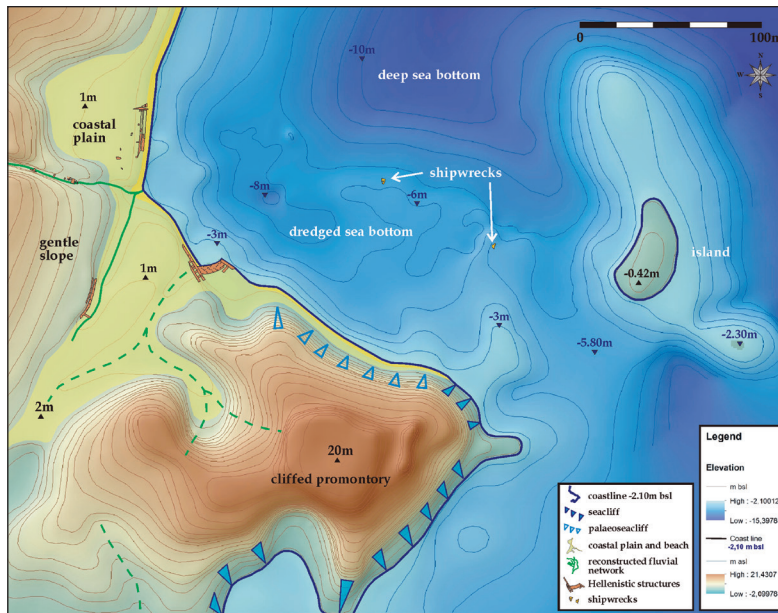 0 100m
N
W E
S
-10m
deep sea bottom
1m
coastal
plain
shipwrecks
-8m
-6m
dredged sea bottom
-3m
gentle
slope
1m
island
-0.42m
-3m
-2.30m
-5.80m
2m
20m
cliffed promontory
coastline -2.10m bsl
seacliff
palaeoseacliff
coastal plain and beach
reconstructed fluvial
network
Hellenistic structures
shipwrecks
Legend
Elevation
m bsl
High : -2,10012
Low : -15,3978
Coast line
-2,10 m bsl
m asl
High : 21,4307
Low : -2,09978